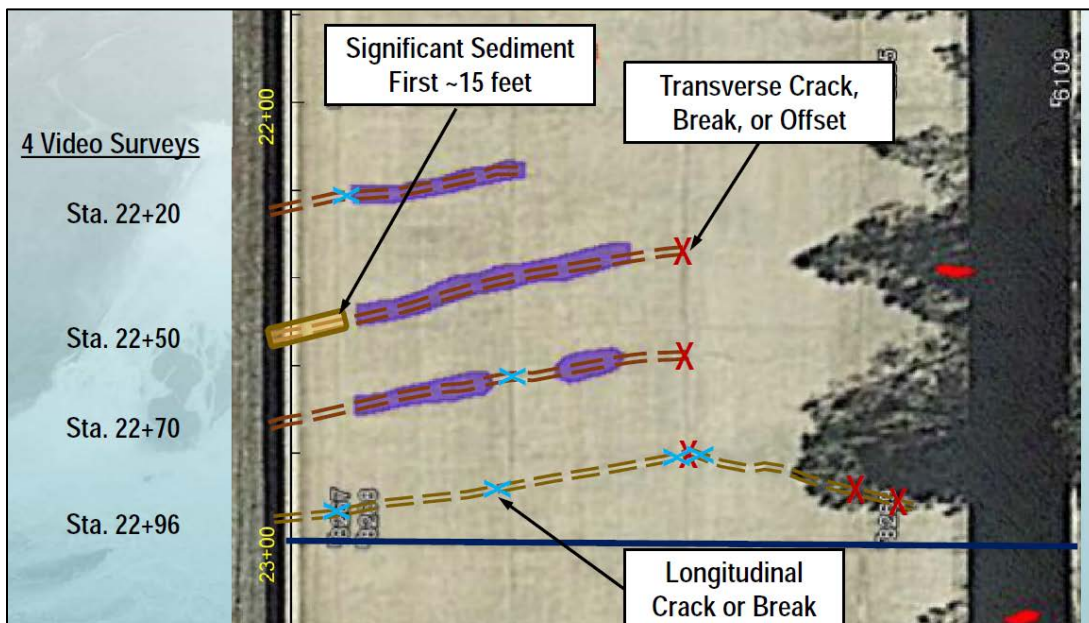 Significant Sediment
First ~15 feet
Transverse Crack,
Break, or Offset
4 Video Surveys
22+00
6109
Sta. 22+20
Sta. 22+50
Sta. 22+70
Sta. 22+96
23+00
Longitudinal
Crack or Break